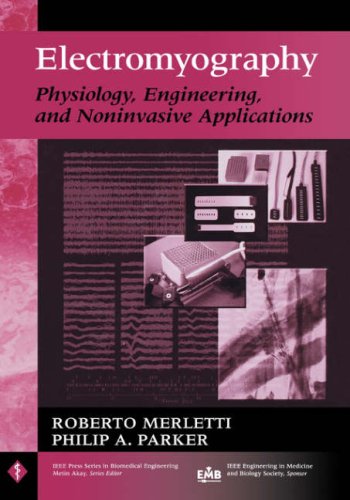 Electromyography
Physiology, Engineering,
and Noninvasive Applications
ROBERTO MERLETTI
PHILIP A. PARKER
IEEE Press Series in Biomedical Engineering
Metin Akay, Series Editor
EMB
IEEE Engineering in Medicine
and Biology Society, Sponsor